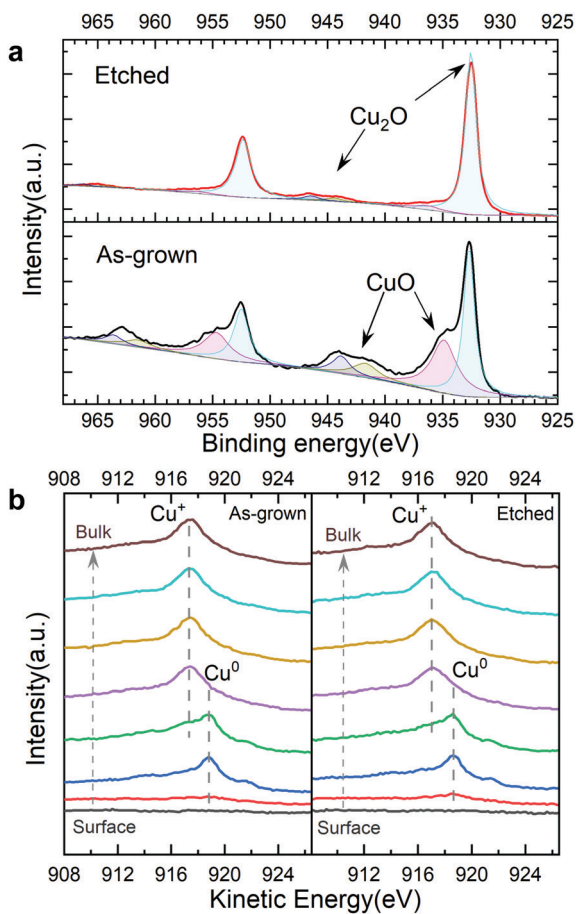 965 960 955 950 945 940 935 930 925
a
Etched
Cu₂O
As-grown
CuO
Intensity(a.u.)
965 960 955 950 945 940 935 930 925
Binding energy(eV)
b
908 912 916 920 924 912 916 920 924
Cu⁺ As-grown Cu⁺ Etched
Bulk Bulk
Cu⁰ Cu⁰
Intensity(a.u.)
Surface Surface
908 912 916 920 924 912 916 920 924
Kinetic Energy(eV)